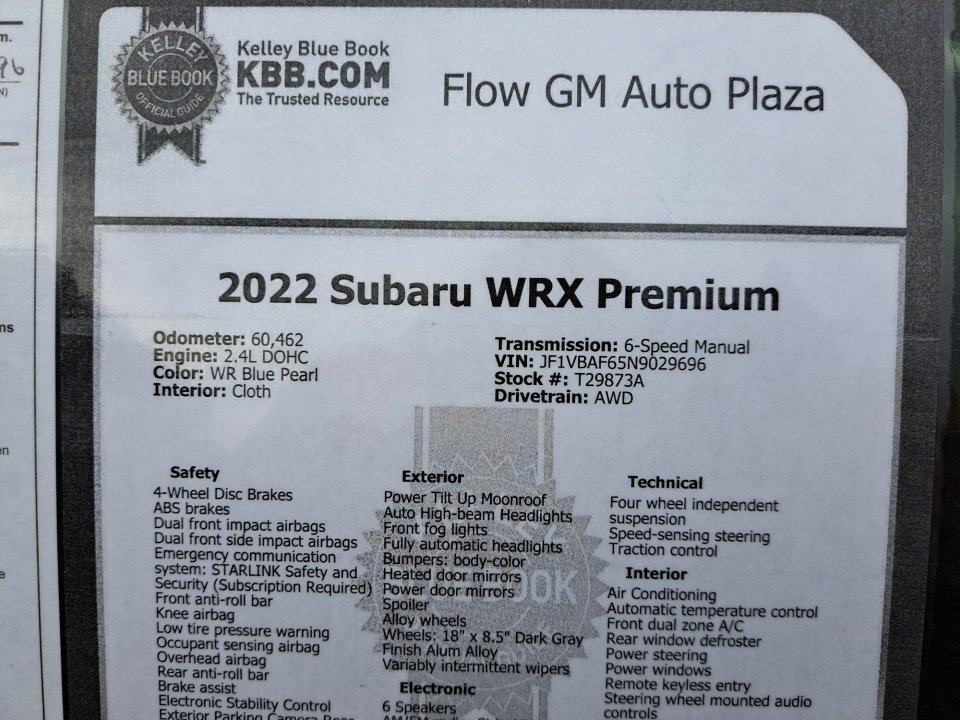 m.
96
N)
KELLEY
BLUE BOOK
OFFICIAL GUIDE
Kelley Blue Book
KBB.COM
The Trusted Resource
Flow GM Auto Plaza
2022 Subaru WRX Premium
Odometer: 60,462
Engine: 2.4L DOHC
Color: WR Blue Pearl
Interior: Cloth
Transmission: 6-Speed Manual
VIN: JF1VBAF65N9029696
Stock #: T29873A
Drivetrain: AWD
Safety
4-Wheel Disc Brakes
ABS brakes
Dual front impact airbags
Dual front side impact airbags
Emergency communication
system: STARLINK Safety and
Security (Subscription Required)
Front anti-roll bar
Knee airbag
Low tire pressure warning
Occupant sensing airbag
Overhead airbag
Rear anti-roll bar
Brake assist
Electronic Stability Control
Exterior Parking Camera Rear
Exterior
Power Tilt Up Moonroof
Auto High-beam Headlights
Front fog lights
Fully automatic headlights
Bumpers: body-color
Heated door mirrors
Power door mirrors
Spoiler
Alloy wheels
Wheels: 18" x 8.5" Dark Gray
Finish Alum Alloy
Variably intermittent wipers
Electronic
6 Speakers
Technical
Four wheel independent
suspension
Speed-sensing steering
Traction control
Interior
Air Conditioning
Automatic temperature control
Front dual zone A/C
Rear window defroster
Power steering
Power windows
Remote keyless entry
Steering wheel mounted audio
controls